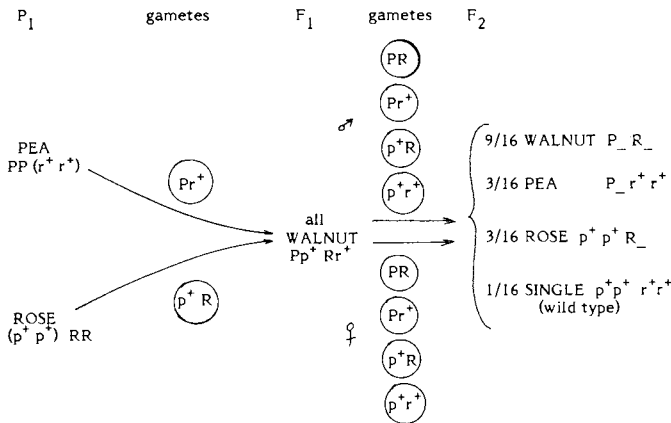 P₁ gametes F₁ gametes F₂
PR
Pr⁺
♂
p⁺R
p⁺r⁺
PEA
PP (r⁺ r⁺)
Pr⁺
all
WALNUT
Pp⁺ Rr⁺
p⁺ R
ROSE
(p⁺ p⁺) RR
PR
Pr⁺
♀
p⁺R
p⁺r⁺
9/16 WALNUT P_ R_
3/16 PEA P_ r⁺ r⁺
3/16 ROSE p⁺ p⁺ R_
1/16 SINGLE p⁺p⁺ r⁺r⁺
(wild type)